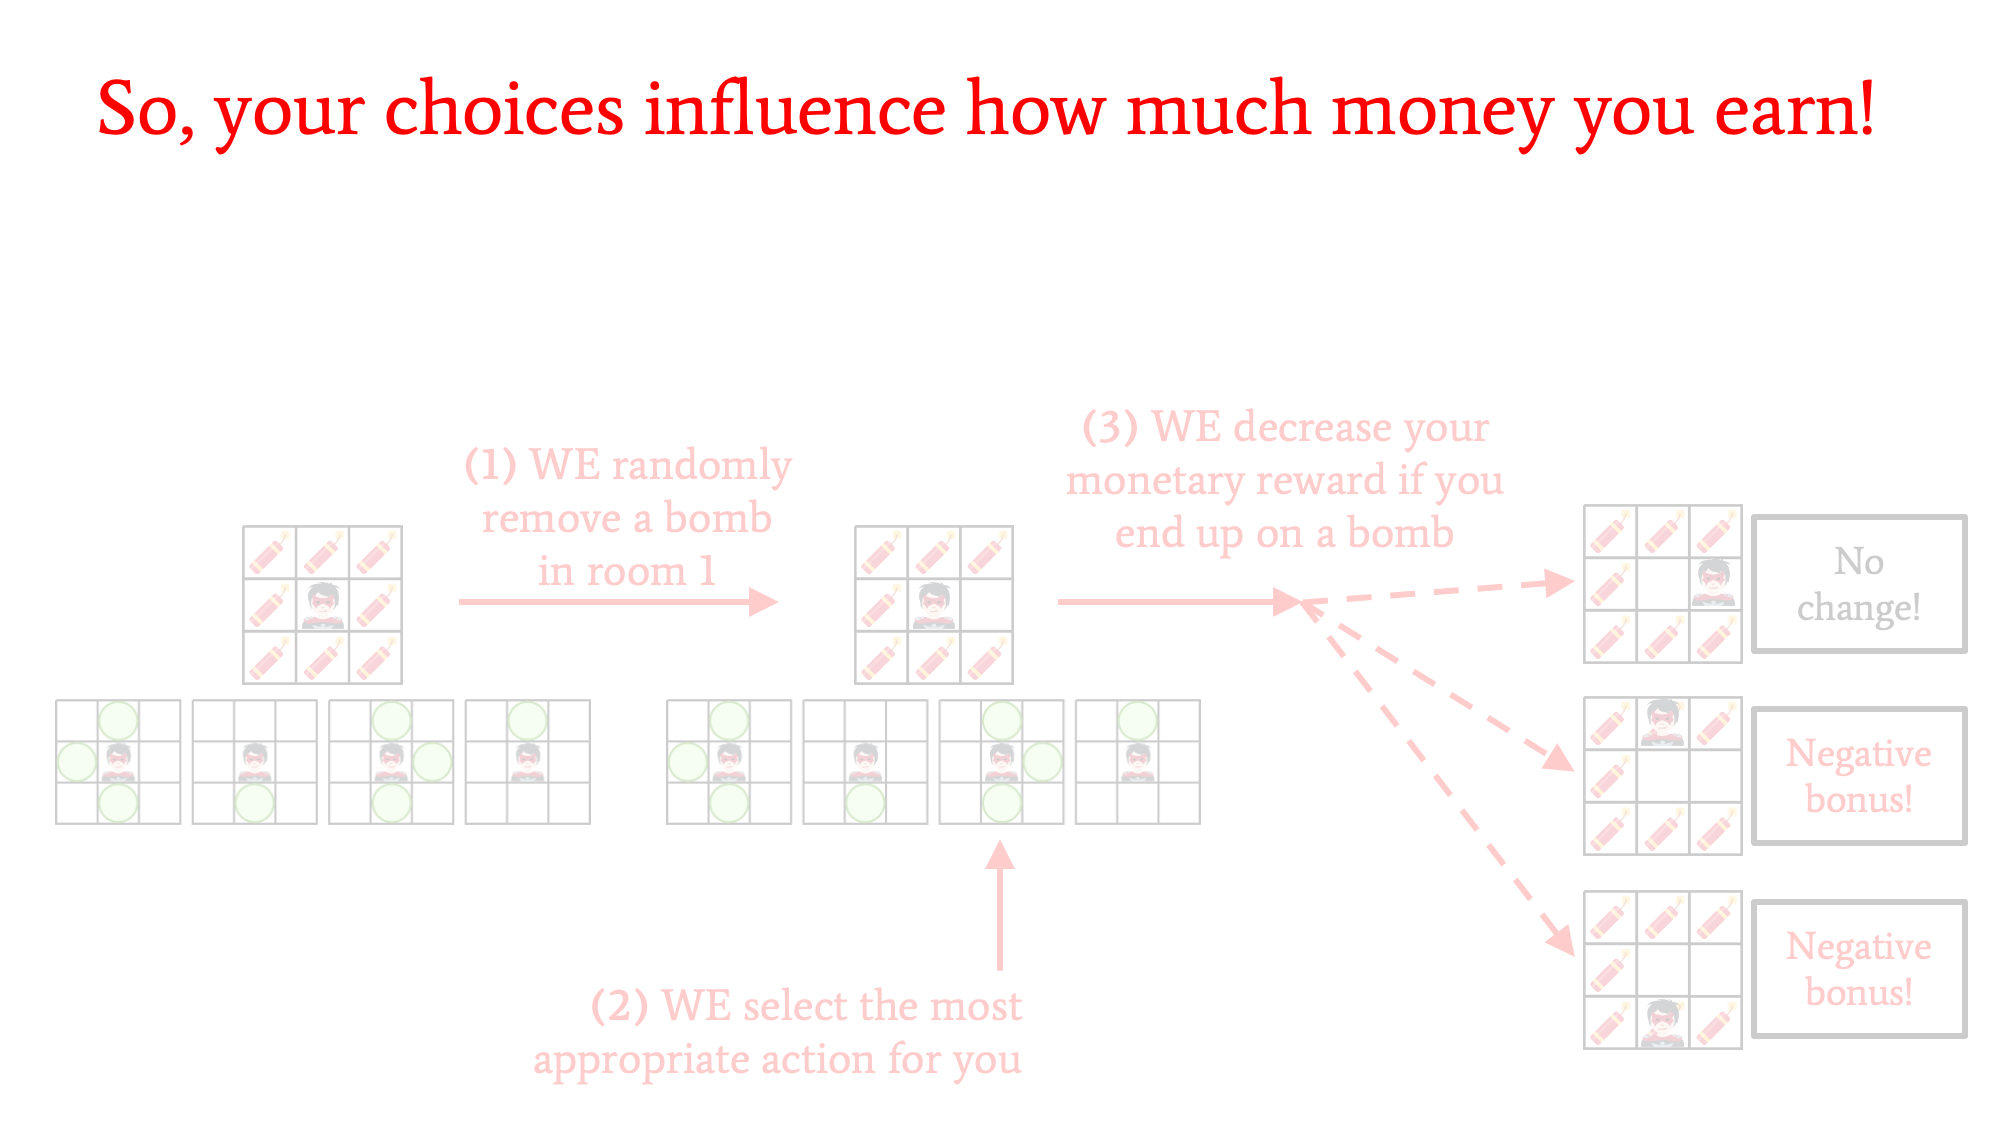 So, your choices influence how much money you earn!
(1) WE randomly
remove a bomb
in room 1
(3) WE decrease your
monetary reward if you
end up on a bomb
No
change!
Negative
bonus!
Negative
bonus!
(2) WE select the most
appropriate action for you